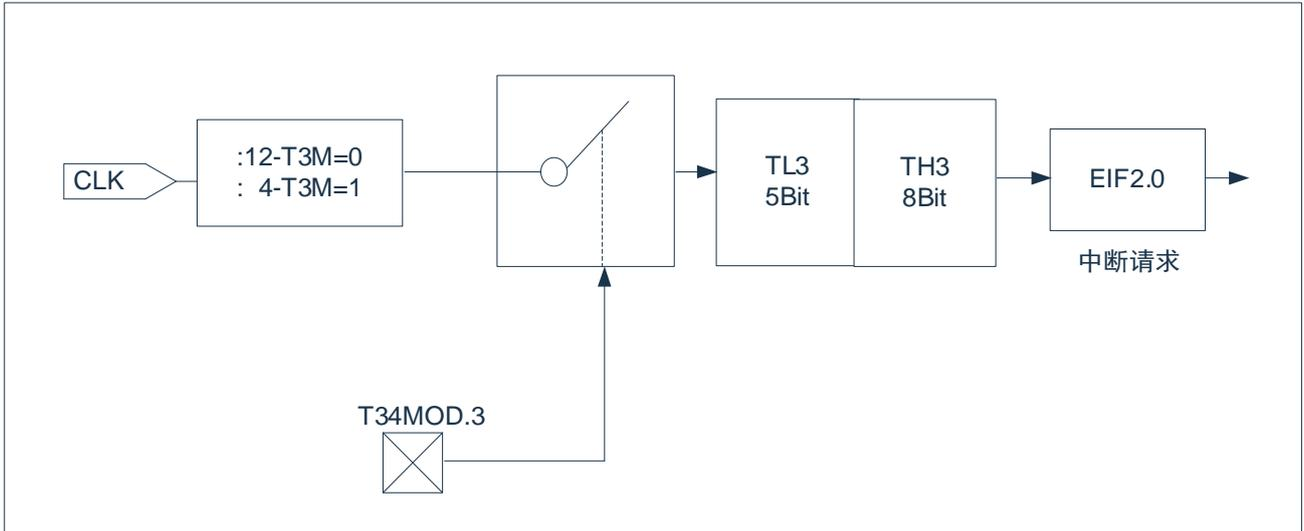 CLK
:12-T3M=0
: 4-T3M=1
TL3
5Bit
TH3
8Bit
EIF2.0
中断请求
T34MOD.3